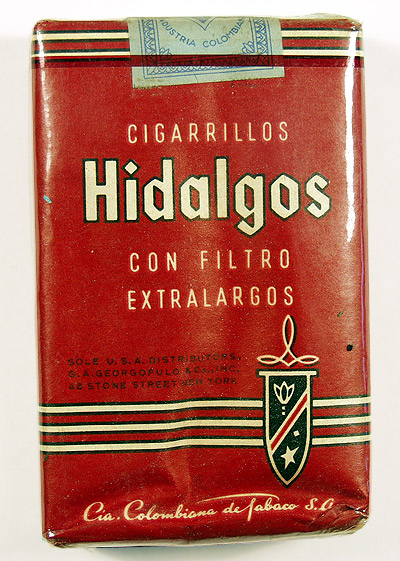 INDUSTRIA COLOMBIANA
CIGARRILLOS
Hidalgos
CON FILTRO
EXTRALARGOS
SOLE U.S.A. DISTRIBUTORS,
G.A. GEORGOPULO & CO., INC.
48 STONE STREET NEW YORK
Cia. Colombiana de Tabaco S.A.